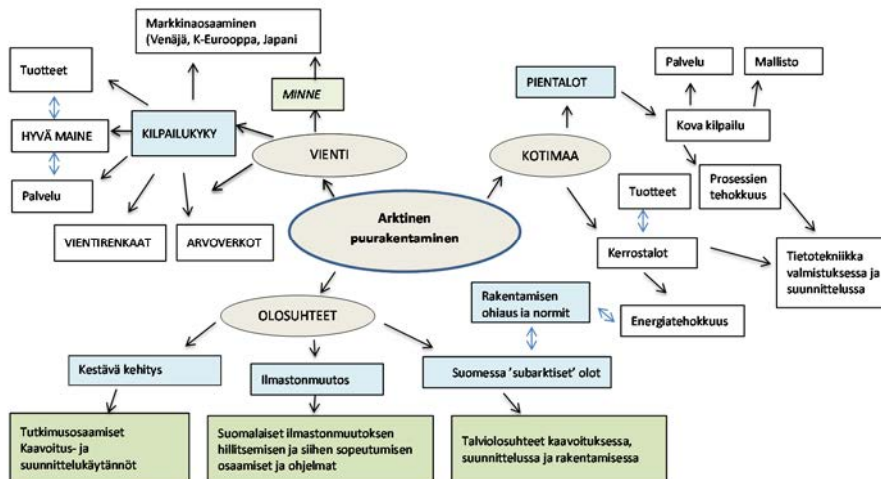 Markkinaosaaminen
(Venäjä, K-Eurooppa, Japani
Tuotteet
MINNE
PIENTALOT
Palvelu
Mallisto
HYVÄ MAINE
KILPAILUKYKY
VIENTI
KOTIMAA
Kova kilpailu
Palvelu
Tuotteet
Prosessien
tehokkuus
VIENTIRENKAAT
ARVOVERKOT
Arktinen
puurakentaminen
Kerrostalot
Tietotekniikka
valmistuksessa ja
suunnittelussa
OLOSUHTEET
Rakentamisen
ohjaus ja normit
Energiatehokkuus
Kestävä kehitys
Ilmastonmuutos
Suomessa 'subarktiset' olot
Tutkimusosaamiset
Kaavoitus- ja
suunnittelukäytännöt
Suomalaiset ilmastonmuutoksen
hillitsemisen ja siihen sopeutumisen
osaamiset ja ohjelmat
Talviolosuhteet kaavoituksessa,
suunnittelussa ja rakentamisessa